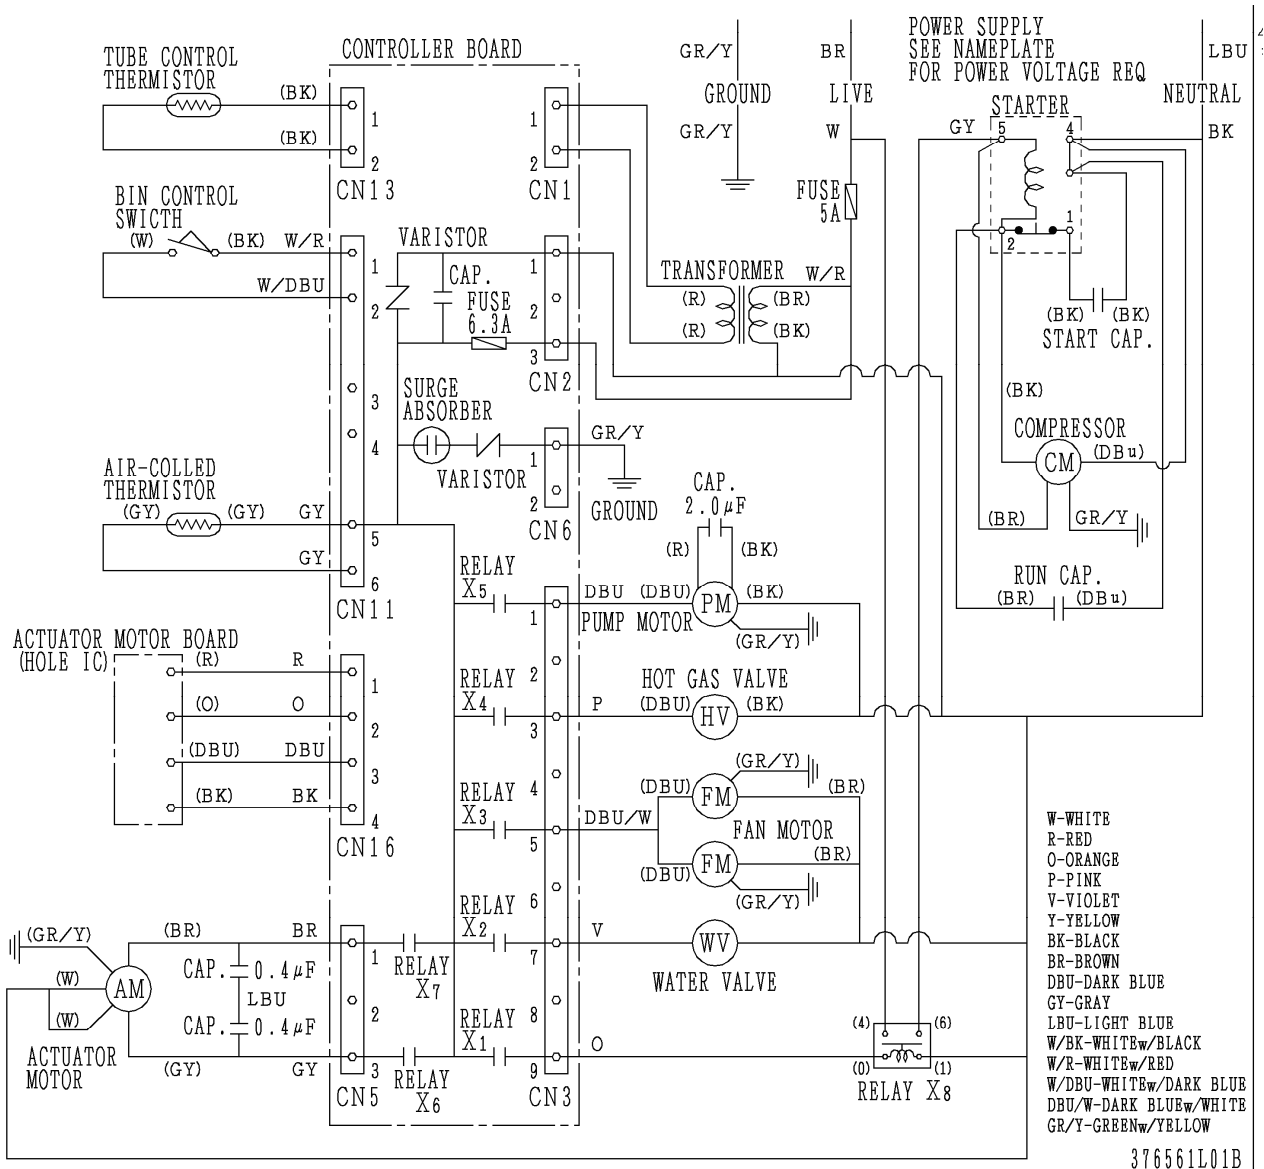 POWER SUPPLY
SEE NAMEPLATE
FOR POWER VOLTAGE REQ
GR/Y
BR
LBU
GROUND
LIVE
NEUTRAL
GR/Y
W
BK
TUBE CONTROL
THERMISTOR
(BK)
(BK)
CONTROLLER BOARD
1
2
CN13
1
2
CN1
STARTER
GY
5
4
2
1
FUSE
5A
BIN CONTROL
SWICTH
(W)
(BK)
W/R
W/DBU
1
2
3
4
5
6
CN11
VARISTOR
CAP.
FUSE
6.3A
1
2
3
CN2
TRANSFORMER
W/R
(R)
(R)
(BR)
(BK)
(BK)
(BK)
START CAP.
(BK)
COMPRESSOR
CM
(DBu)
(BR)
GR/Y
RUN CAP.
(BR)
(DBu)
SURGE
ABSORBER
VARISTOR
1
2
CN6
GR/Y
GROUND
AIR-COLLED
THERMISTOR
(GY)
(GY)
GY
GY
CAP.
2.0μF
(R)
(BK)
RELAY
X5
DBU
(DBU)
PM
(BK)
PUMP MOTOR
(GR/Y)
ACTUATOR MOTOR BOARD
(HOLE IC)
(R)
R
(O)
O
(DBU)
DBU
(BK)
BK
1
2
3
4
CN16
RELAY
X4
P
HOT GAS VALVE
(DBU)
HV
(BK)
RELAY
X3
DBU/W
(DBU)
FM
(GR/Y)
(BR)
FAN MOTOR
(DBU)
FM
(BR)
(GR/Y)
RELAY
X2
V
WV
WATER VALVE
RELAY
X1
O
1
2
3
4
5
6
7
8
9
CN3
(GR/Y)
(BR)
BR
(W)
AM
(W)
ACTUATOR
MOTOR
CAP.
0.4μF
LBU
CAP.
0.4μF
(GY)
GY
1
2
3
CN5
RELAY
X7
RELAY
X6
(4)
(6)
(0)
(1)
RELAY X8
W-WHITE
R-RED
O-ORANGE
P-PINK
V-VIOLET
Y-YELLOW
BK-BLACK
BR-BROWN
DBU-DARK BLUE
GY-GRAY
LBU-LIGHT BLUE
W/BK-WHITEw/BLACK
W/R-WHITEw/RED
W/DBU-WHITEw/DARK BLUE
DBU/W-DARK BLUEw/WHITE
GR/Y-GREENw/YELLOW
376561L01B